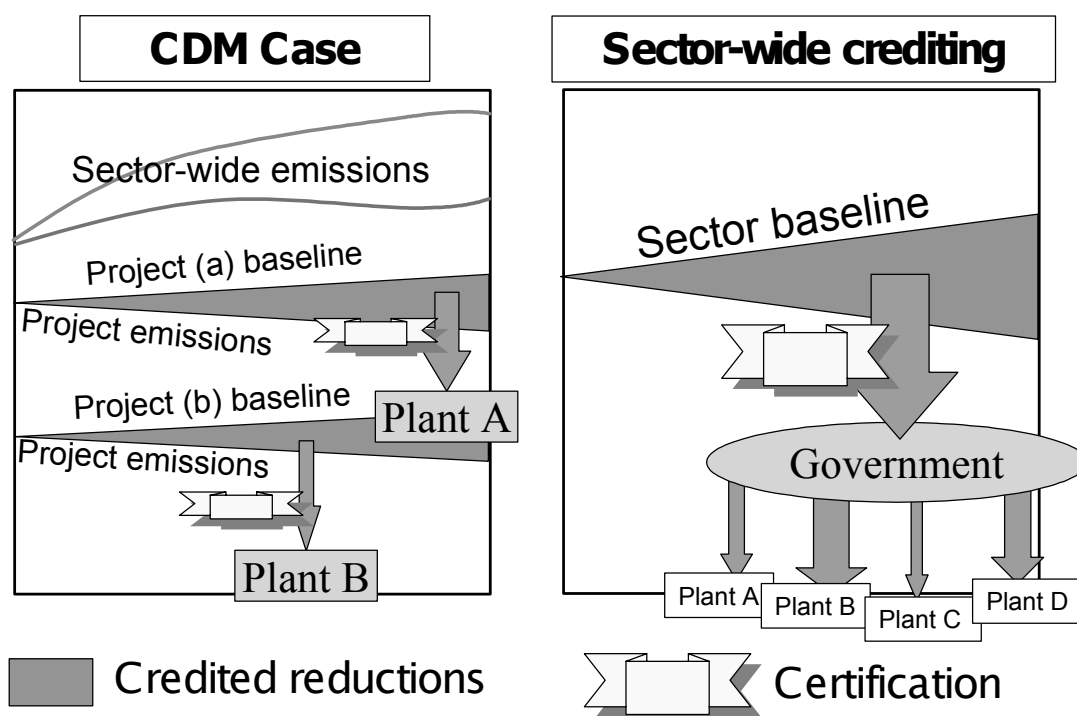 CDM Case
Sector-wide emissions
Project (a) baseline
Project emissions
Plant A
Project (b) baseline
Project emissions
Plant B
Sector-wide crediting
Sector baseline
Government
Plant A
Plant B
Plant C
Plant D
Credited reductions
Certification